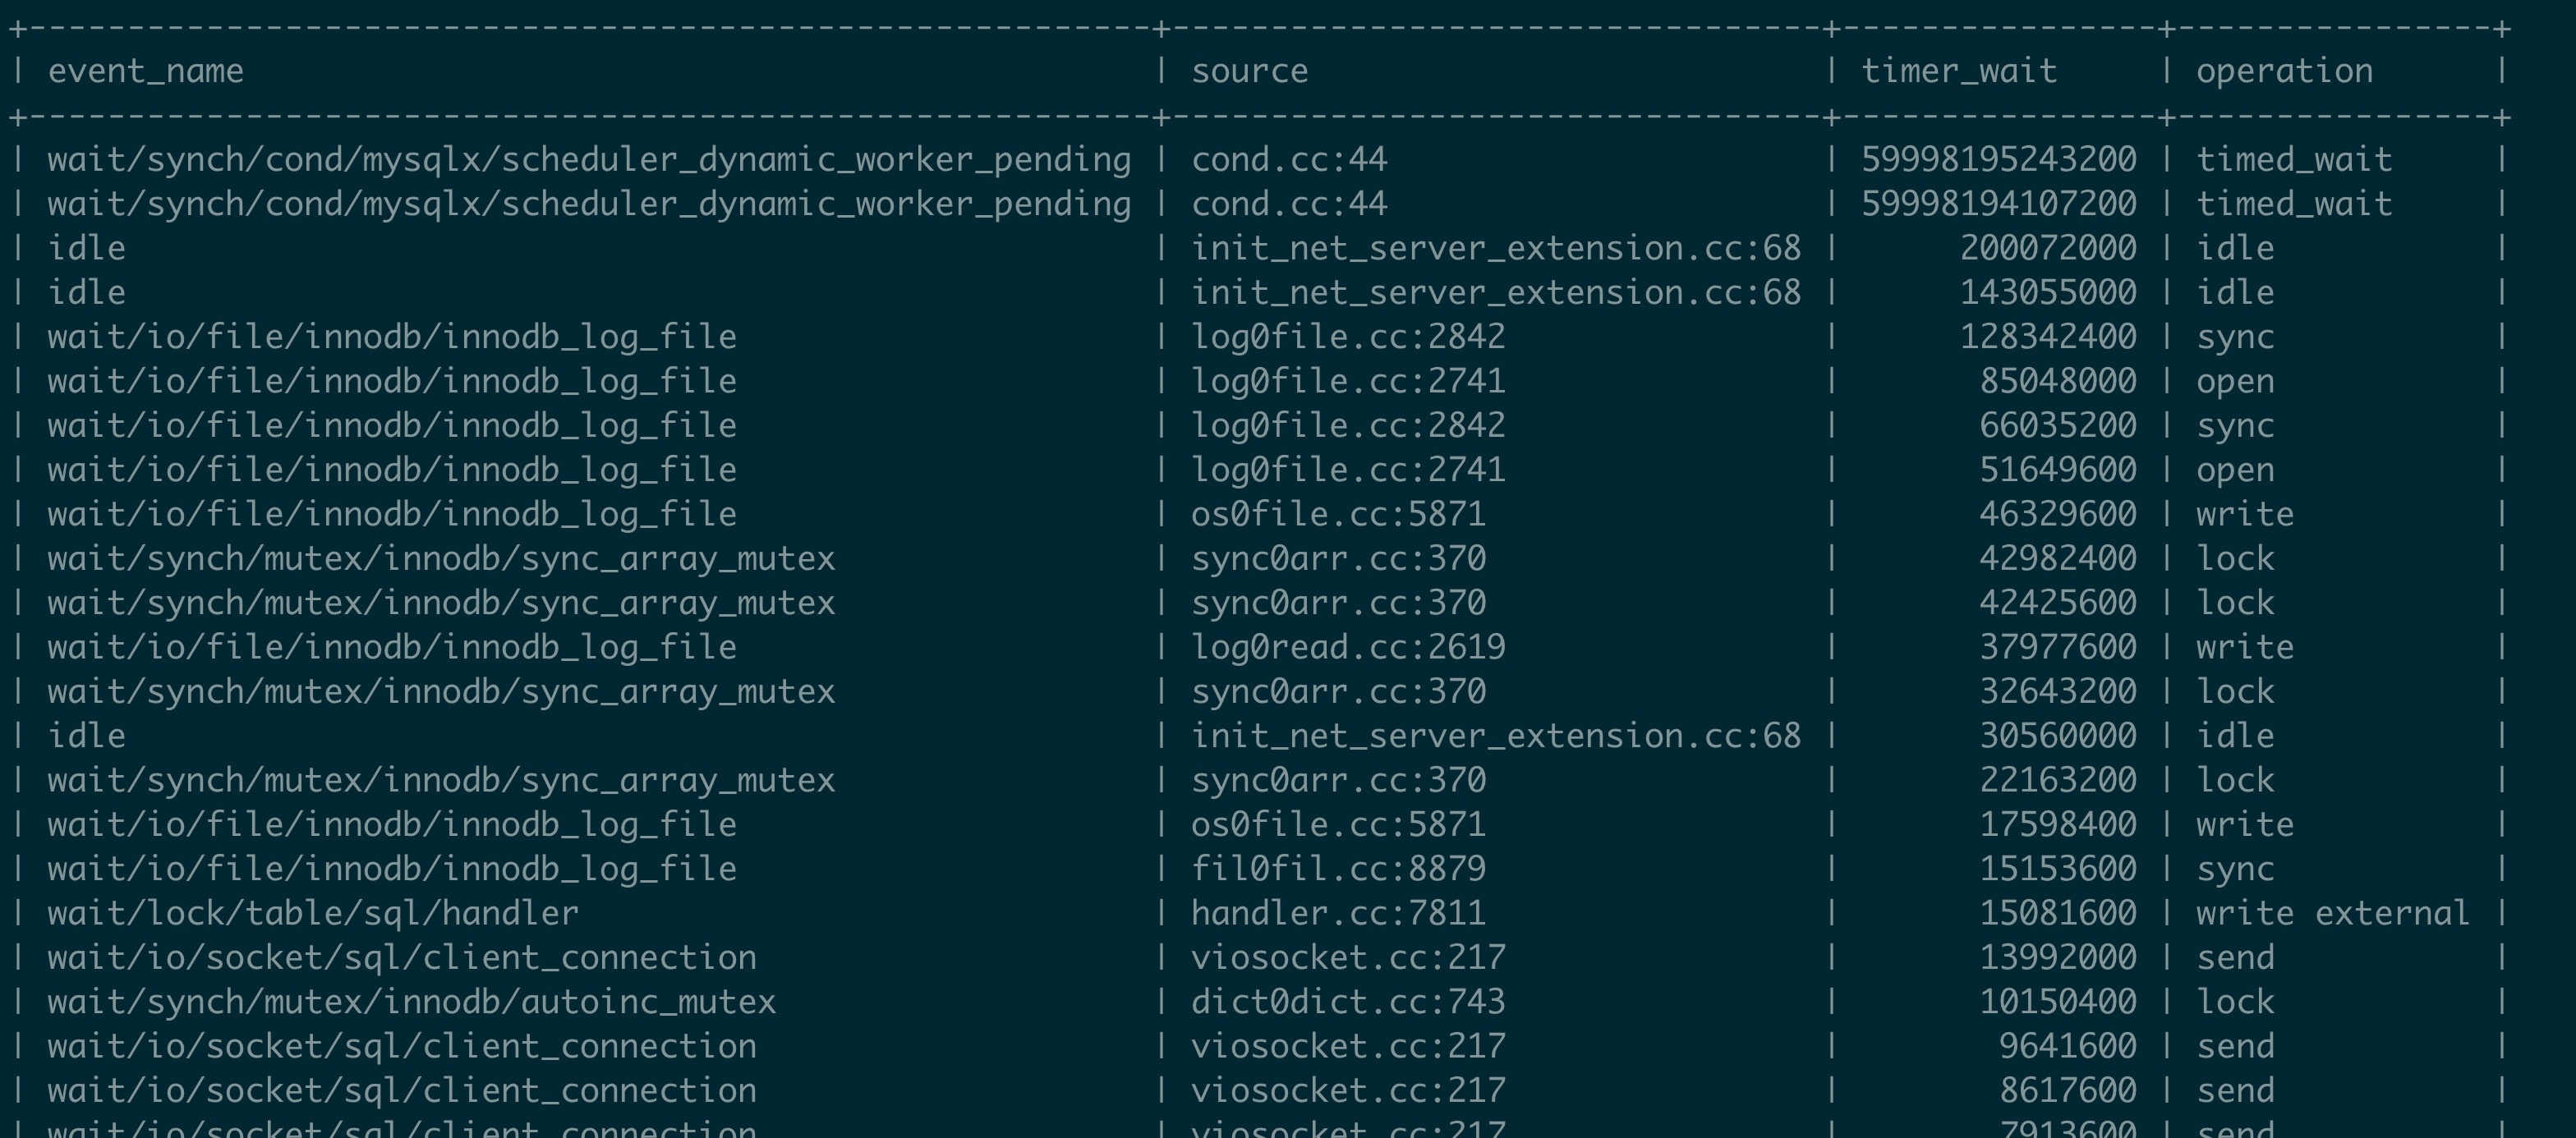 +---------------------------------------------------------+---------------------------------+----------------+----------------+
| event_name                                              | source                          | timer_wait     | operation      |
+---------------------------------------------------------+---------------------------------+----------------+----------------+
| wait/synch/cond/mysqlx/scheduler_dynamic_worker_pending | cond.cc:44                      | 59998195243200 | timed_wait     |
| wait/synch/cond/mysqlx/scheduler_dynamic_worker_pending | cond.cc:44                      | 59998194107200 | timed_wait     |
| idle                                                    | init_net_server_extension.cc:68 |      200072000 | idle           |
| idle                                                    | init_net_server_extension.cc:68 |      143055000 | idle           |
| wait/io/file/innodb/innodb_log_file                     | log0file.cc:2842                |      128342400 | sync           |
| wait/io/file/innodb/innodb_log_file                     | log0file.cc:2741                |       85048000 | open           |
| wait/io/file/innodb/innodb_log_file                     | log0file.cc:2842                |       66035200 | sync           |
| wait/io/file/innodb/innodb_log_file                     | log0file.cc:2741                |       51649600 | open           |
| wait/io/file/innodb/innodb_log_file                     | os0file.cc:5871                 |       46329600 | write          |
| wait/synch/mutex/innodb/sync_array_mutex                | sync0arr.cc:370                 |       42982400 | lock           |
| wait/synch/mutex/innodb/sync_array_mutex                | sync0arr.cc:370                 |       42425600 | lock           |
| wait/io/file/innodb/innodb_log_file                     | log0read.cc:2619                |       37977600 | write          |
| wait/synch/mutex/innodb/sync_array_mutex                | sync0arr.cc:370                 |       32643200 | lock           |
| idle                                                    | init_net_server_extension.cc:68 |       30560000 | idle           |
| wait/synch/mutex/innodb/sync_array_mutex                | sync0arr.cc:370                 |       22163200 | lock           |
| wait/io/file/innodb/innodb_log_file                     | os0file.cc:5871                 |       17598400 | write          |
| wait/io/file/innodb/innodb_log_file                     | fil0fil.cc:8879                 |       15153600 | sync           |
| wait/lock/table/sql/handler                             | handler.cc:7811                 |       15081600 | write external |
| wait/io/socket/sql/client_connection                    | viosocket.cc:217                |       13992000 | send           |
| wait/synch/mutex/innodb/autoinc_mutex                   | dict0dict.cc:743                |       10150400 | lock           |
| wait/io/socket/sql/client_connection                    | viosocket.cc:217                |        9641600 | send           |
| wait/io/socket/sql/client_connection                    | viosocket.cc:217                |        8617600 | send           |
| wait/io/socket/sql/client_connection                    | viosocket.cc:217                |        7913600 | send           |